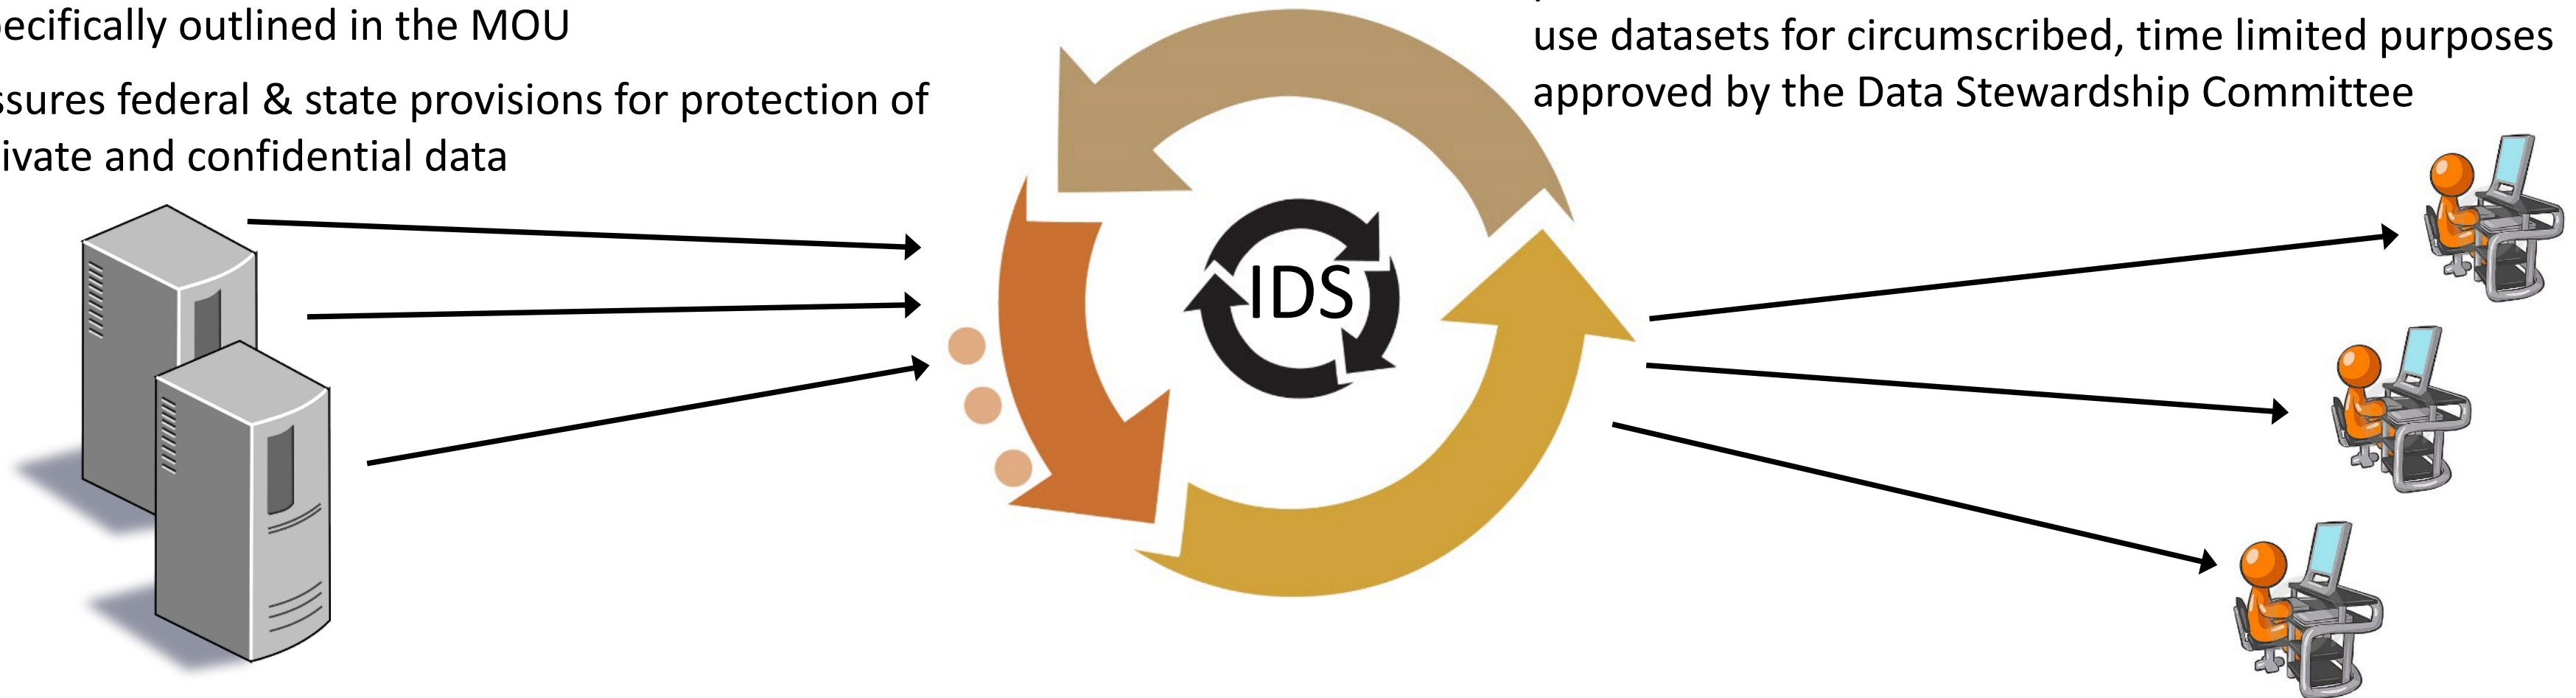 pecifically outlined in the MOU
ssures federal & state provisions for protection of
ivate and confidential data
use datasets for circumscribed, time limited purposes
approved by the Data Stewardship Committee
IDS